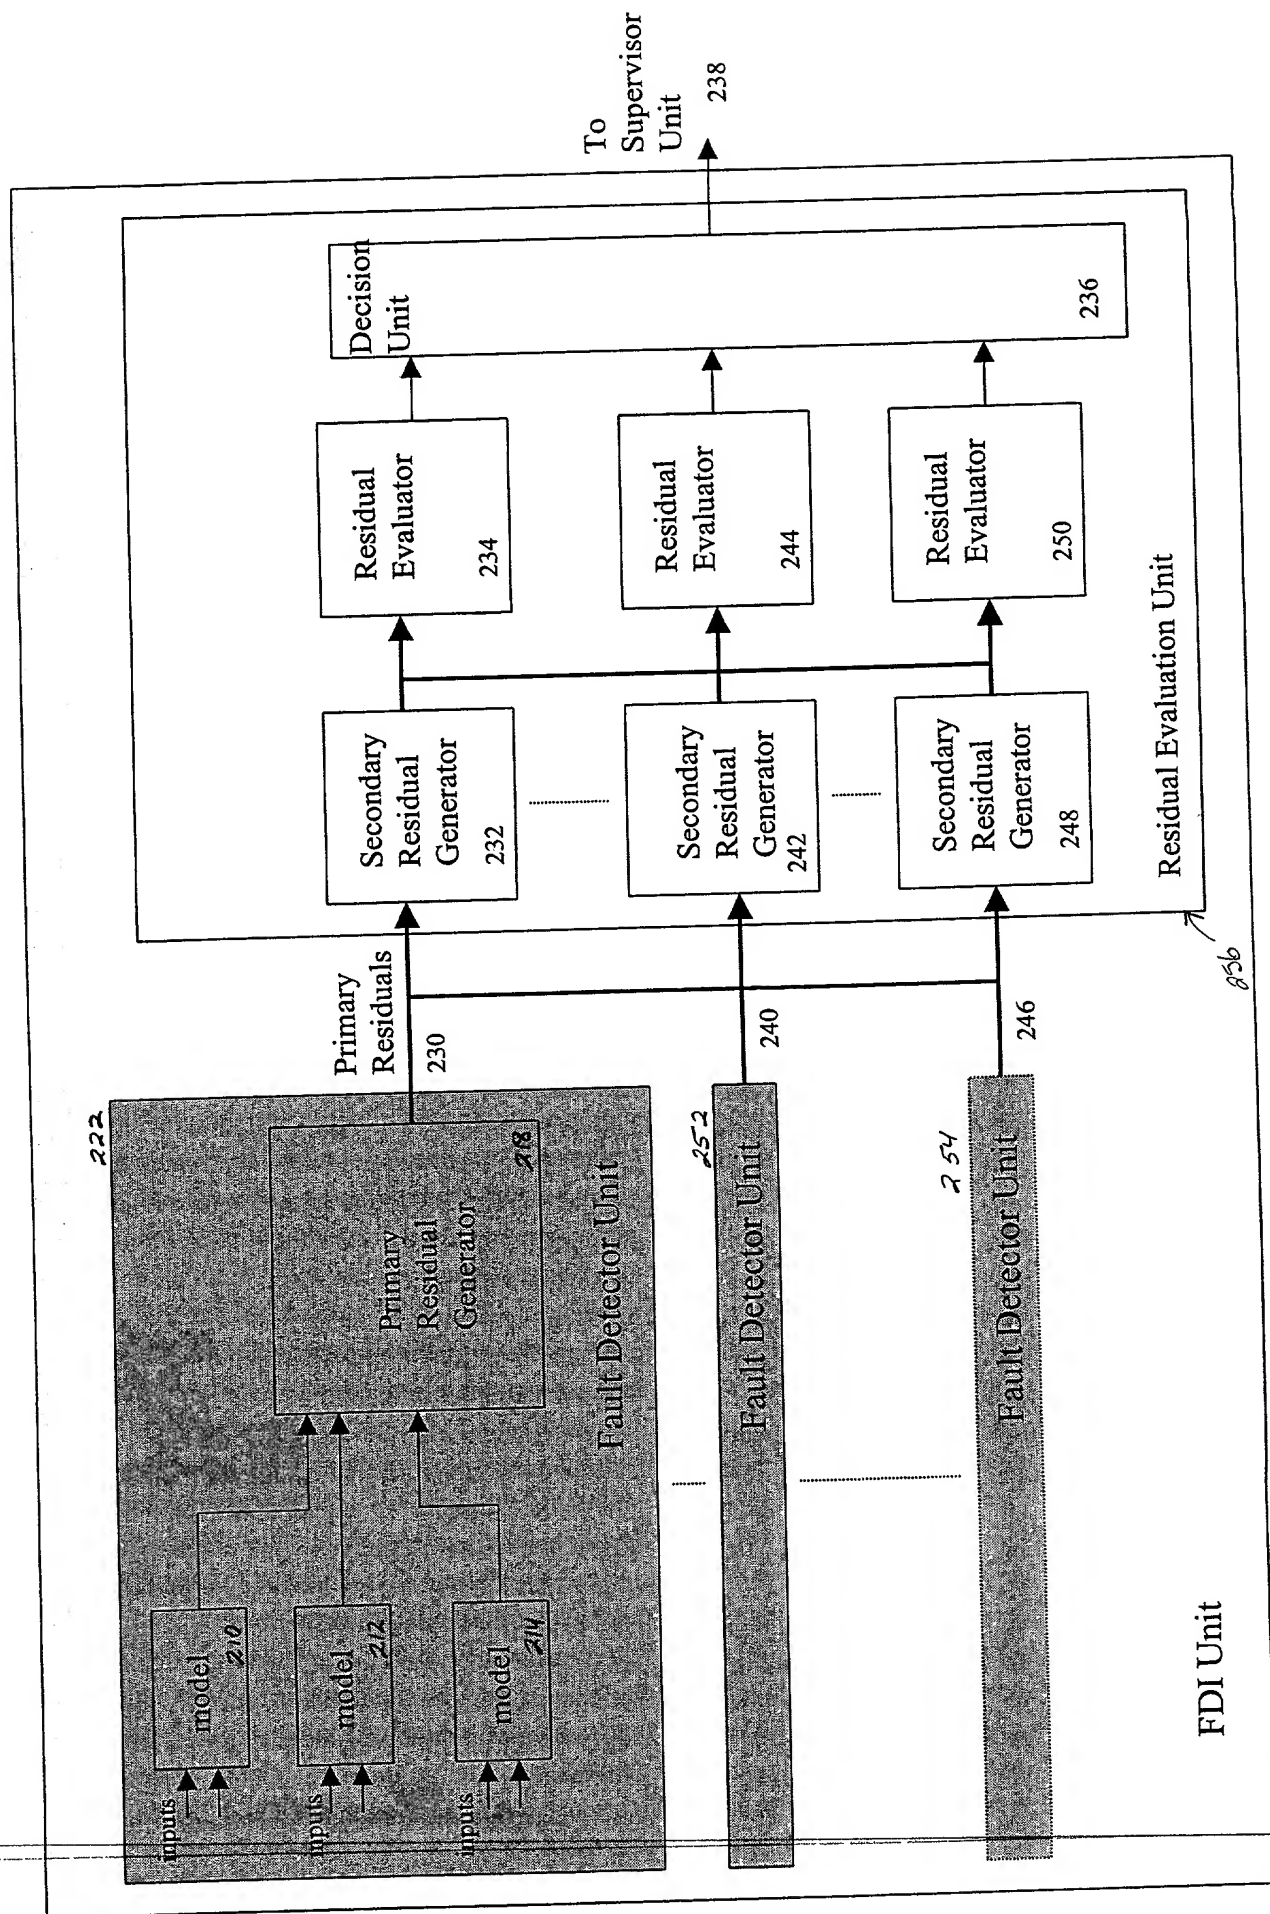 222
inputs
model
210
inputs
model
212
inputs
model
214
Primary
Residual
Generator
218
Fault Detector Unit
252
Fault Detector Unit
254
Fault Detector Unit
FDI Unit
Primary
Residuals
230
240
246
Secondary
Residual
Generator
232
Secondary
Residual
Generator
242
Secondary
Residual
Generator
248
Residual
Evaluator
234
Residual
Evaluator
244
Residual
Evaluator
250
Decision
Unit
236
Residual Evaluation Unit
256
To
Supervisor
Unit
238